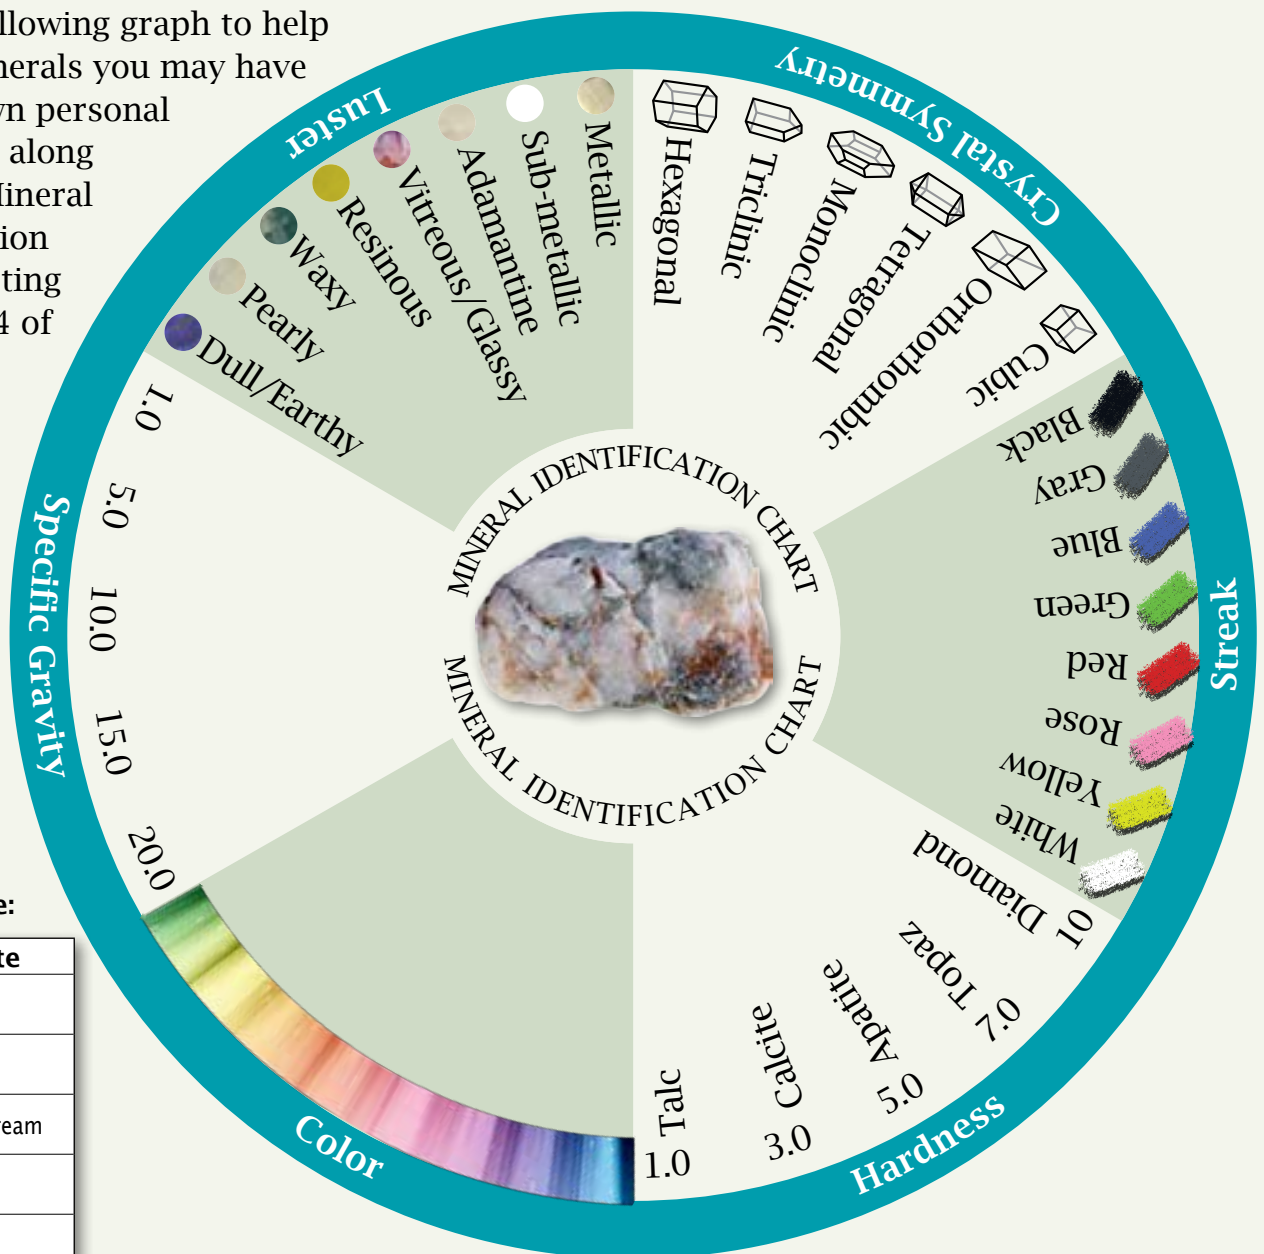 llowing graph to help
nerals you may have
wn personal
along
Mineral
tion
ting
4 of
Luster
Metallic
Sub-metallic
Adamantine
Vitreous/Glassy
Resinous
Waxy
Pearly
Dull/Earthy
Crystal Symmetry
Hexagonal
Triclinic
Monoclinic
Tetragonal
Orthorhombic
Cubic
Streak
Black
Gray
Blue
Green
Red
Rose
Yellow
White
Hardness
Diamond 10
Topaz 7.0
Apatite 5.0
Calcite 3.0
Talc 1.0
Color
Specific Gravity
1.0
5.0
10.0
15.0
20.0
MINERAL IDENTIFICATION CHART
MINERAL IDENTIFICATION CHART
e:
te
ream